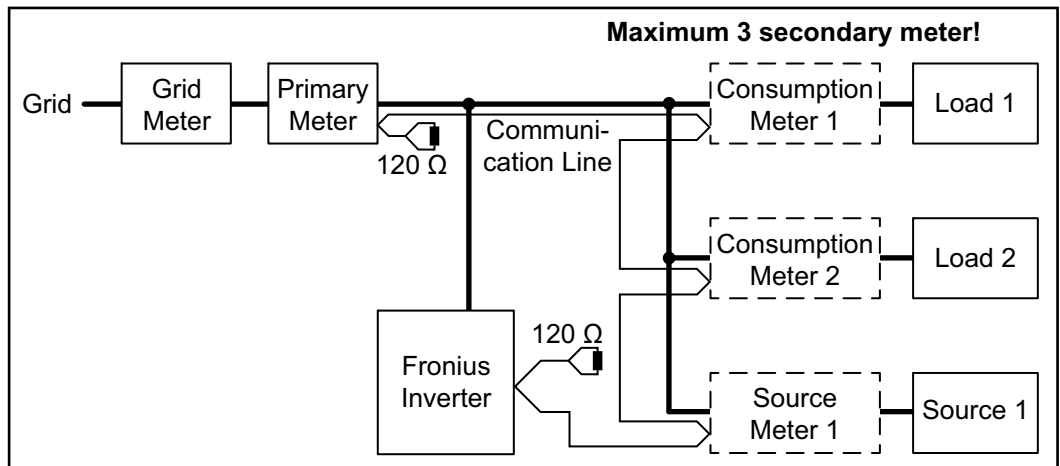 Maximum 3 secondary meter!
Grid
Grid
Meter
Primary
Meter
120 Ω
Communi-
cation Line
Consumption
Meter 1
Load 1
Consumption
Meter 2
Load 2
Fronius
Inverter
120 Ω
Source
Meter 1
Source 1